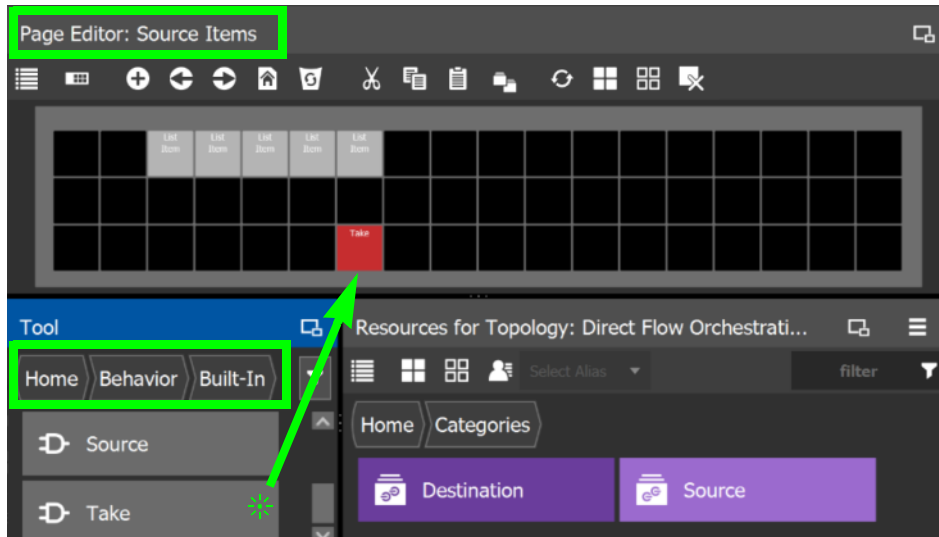 Page Editor: Source Items
List Item List Item List Item List Item List Item
Take
Tool
Resources for Topology: Direct Flow Orchestrati...
Home Behavior Built-In
Select Alias
filter
Source
Home Categories
Destination Source
Take